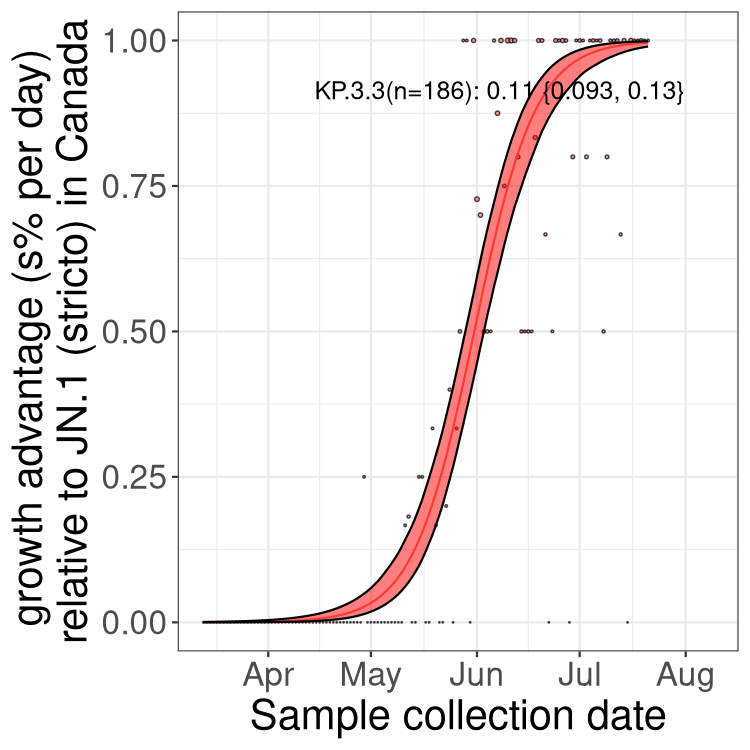 growth advantage (s% per day)
relative to JN.1 (stricto) in Canada
1.00
0.75
0.50
0.25
0.00
KP.3.3(n=186): 0.11 {0.093, 0.13}
Apr May Jun Jul Aug
Sample collection date